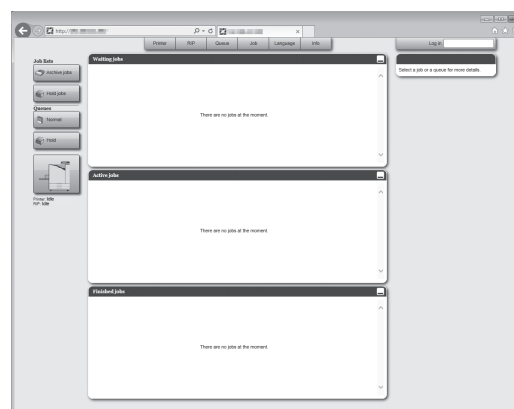 http://
Printer RIP Queue Job Language Info
Log in
Job lists
Archive jobs
Hold jobs
Queues
Normal
Hold
Printer: Idle
RIP: Idle
Waiting jobs
There are no jobs at the moment.
Active jobs
There are no jobs at the moment.
Finished jobs
There are no jobs at the moment.
Select a job or a queue for more details.